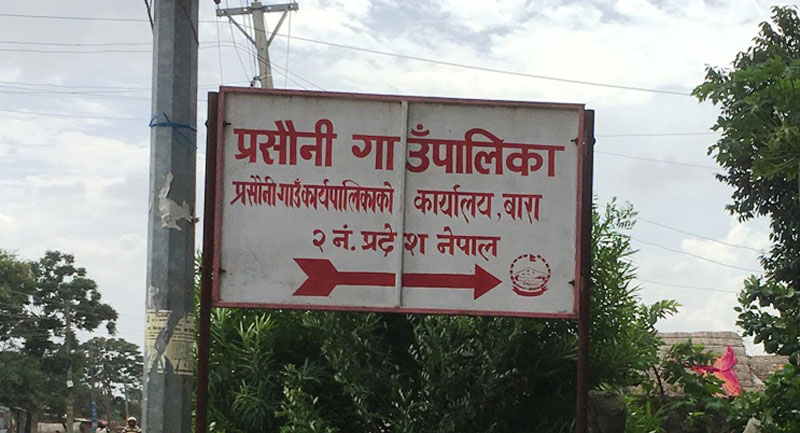 प्रसौनी गाउँपालिका
प्रसौनी गाउँकार्यपालिकाको कार्यालय, बारा
२ नं. प्रदेश नेपाल